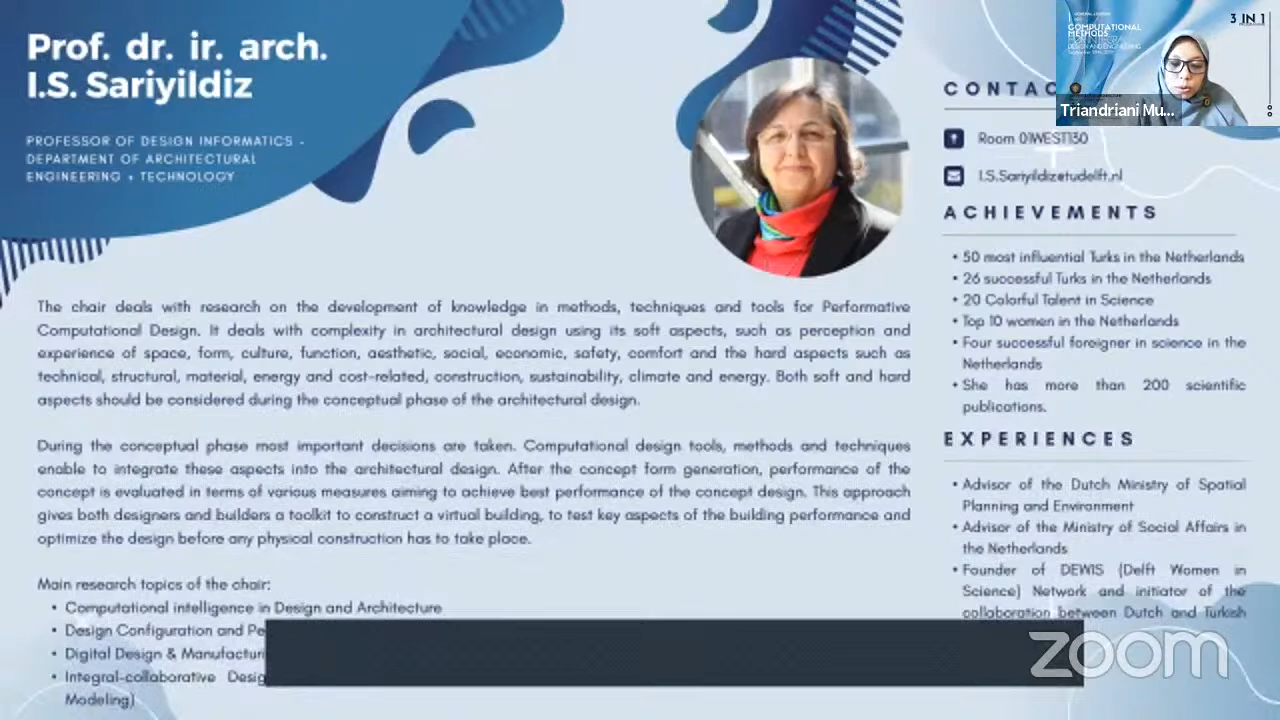 Prof. dr. ir. arch.
I.S. Sariyildiz
PROFESSOR OF DESIGN INFORMATICS -
DEPARTMENT OF ARCHITECTURAL
ENGINEERING + TECHNOLOGY
The chair deals with research on the development of knowledge in methods, techniques and tools for Performative
Computational Design. It deals with complexity in architectural design using its soft aspects, such as perception and
experience of space, form, culture, function, aesthetic, social, economic, safety, comfort and the hard aspects such as
technical, structural, material, energy and cost-related, construction, sustainability, climate and energy. Both soft and hard
aspects should be considered during the conceptual phase of the architectural design.
During the conceptual phase most important decisions are taken. Computational design tools, methods and techniques
enable to integrate these aspects into the architectural design. After the concept form generation, performance of the
concept is evaluated in terms of various measures aiming to achieve best performance of the concept design. This approach
gives both designers and builders a toolkit to construct a virtual building, to test key aspects of the building performance and
optimize the design before any physical construction has to take place.
Main research topics of the chair:
• Computational intelligence in Design and Architecture
• Design Configuration and Pe
• Digital Design & Manufacturi
• Integral-collaborative Desig
Modeling)
CONTAC
Room 01WEST130
I.S.Sariyildiz@tudelft.nl
ACHIEVEMENTS
• 50 most influential Turks in the Netherlands
• 26 successful Turks in the Netherlands
• 20 Colorful Talent in Science
• Top 10 women in the Netherlands
• Four successful foreigner in science in the
Netherlands
• She has more than 200 scientific
publications.
EXPERIENCES
• Advisor of the Dutch Ministry of Spatial
Planning and Environment
• Advisor of the Ministry of Social Affairs in
the Netherlands
• Founder of DEWIS (Delft Women in
Science) Network and initiator of the
collaboration between Dutch and Turkish
3 IN 1
COMPUTATIONAL
METHODS
Triandriani Mu...
zoom